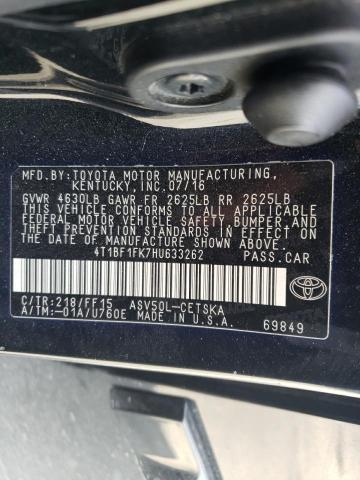 MFD.BY:TOYOTA MOTOR MANUFACTURING,
KENTUCKY,INC.07/16
GVWR 4630LB GAWR FR 2625LB RR 2625LB
THIS VEHICLE CONFORMS TO ALL APPLICABLE
FEDERAL MOTOR VEHICLE SAFETY, BUMPER AND
THEFT PREVENTION STANDARDS IN EFFECT ON
THE DATE OF MANUFACTURE SHOWN ABOVE.
4T1BF1FK7HU633262 PASS.CAR
C/TR:218/FF15 ASV50L-CETSKA
A/TM:-01A/U760E MADE IN U.S.A.
69849